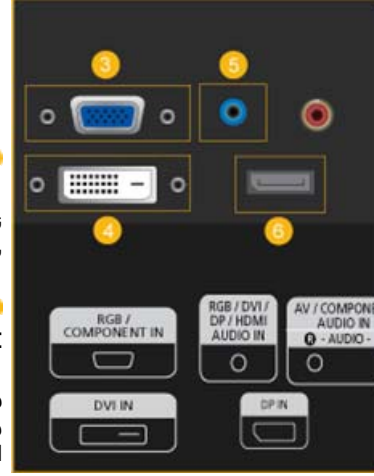 3
5
4
6
RGB /
COMPONENT IN
RGB / DVI /
DP / HDMI
AUDIO IN
AV / COMPONE
AUDIO IN
R - AUDIO -
DVI IN
DP IN